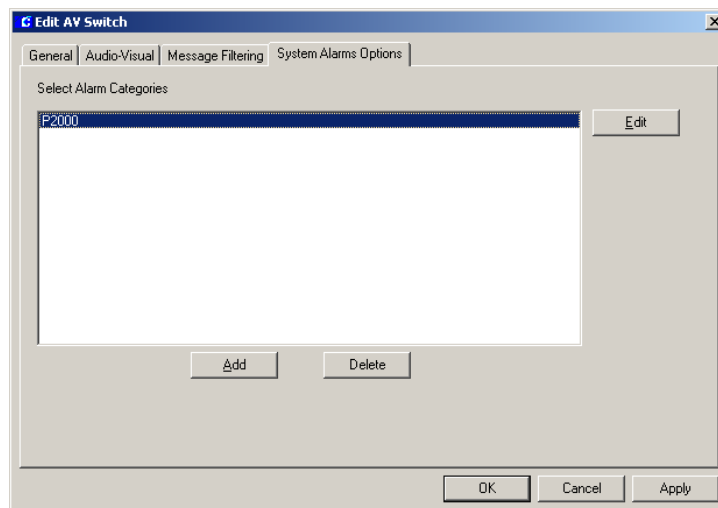 Edit AV Switch
General Audio-Visual Message Filtering System Alarms Options
Select Alarm Categories
P2000
Edit
Add Delete
OK Cancel Apply